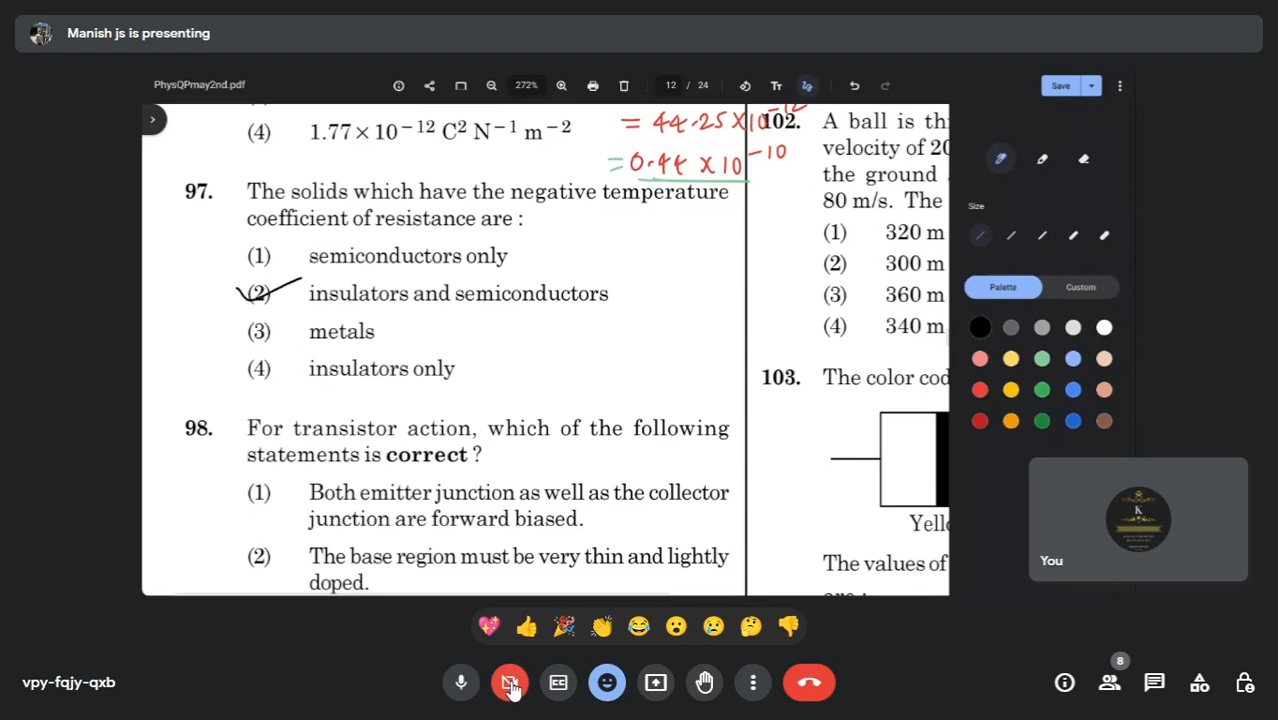 Manish js is presenting
PhysQPmay2nd.pdf
272%
12 / 24
Tт
Save
(4) 1.77 × 10⁻¹² C² N⁻¹ m⁻²
= 44.25 × 10⁻¹²
= 0.44 × 10⁻¹⁰
97. The solids which have the negative temperature
coefficient of resistance are :
(1) semiconductors only
(2) insulators and semiconductors
(3) metals
(4) insulators only
98. For transistor action, which of the following
statements is correct ?
(1) Both emitter junction as well as the collector
junction are forward biased.
(2) The base region must be very thin and lightly
doped.
102. A ball is th
velocity of 20
the ground
80 m/s. The
(1) 320 m
(2) 300 m
(3) 360 m
(4) 340 m
103. The color cod
Yello
The values of
Size
Palette
Custom
K
You
vpy-fqjy-qxb
CC
8